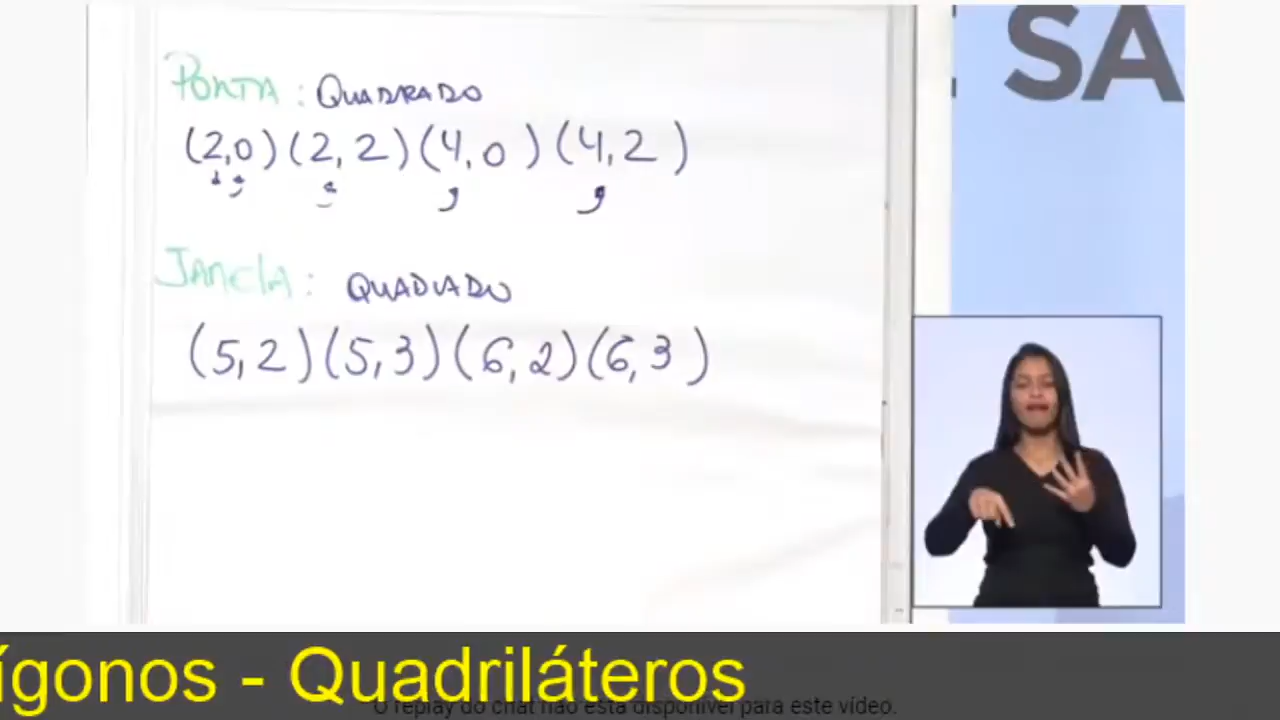 PORTA : QUADRADO
(2,0) (2,2) (4,0) (4,2)
JANELA : QUADRADO
(5,2) (5,3) (6,2) (6,3)
SA
ígonos - Quadriláteros
O replay do chat não está disponível para este vídeo.